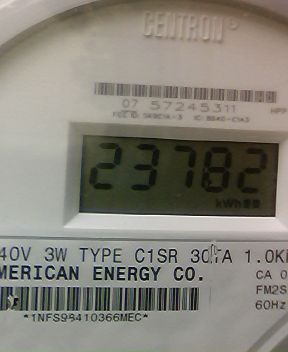 CENTRON®
07 57245311
23782
kWh
40V 3W TYPE C1SR 30TA 1.0K
MERICAN ENERGY CO.
CA 0
FM2S
60Hz
*1NFS98410366MEC*